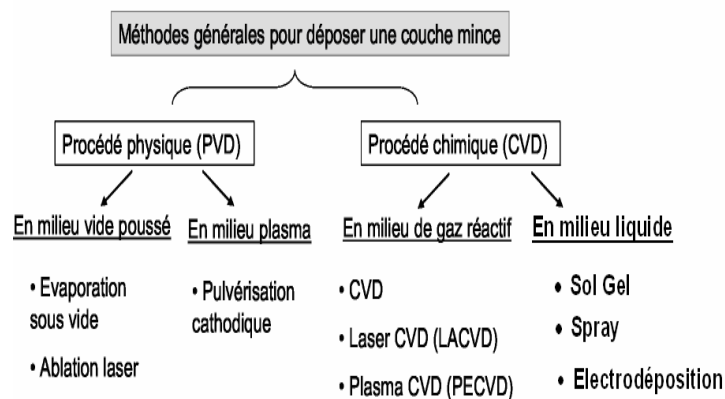 Méthodes générales pour déposer une couche mince
Procédé physique (PVD)
Procédé chimique (CVD)
En milieu vide poussé
En milieu plasma
En milieu de gaz réactif
En milieu liquide
• Evaporation
sous vide
• Ablation laser
• Pulvérisation
cathodique
• CVD
• Laser CVD (LACVD)
• Plasma CVD (PECVD)
• Sol Gel
• Spray
• Electrodéposition